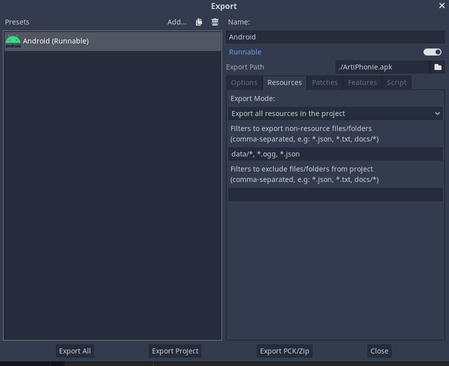 Export
Presets
Add...
Android (Runnable)
android
Name:
Android
Runnable
Export Path
./ArtiPhonie.apk
Options Resources Patches Features Script
Export Mode:
Export all resources in the project
Filters to export non-resource files/folders
(comma-separated, e.g: *.json, *.txt, docs/*)
data/*, *.ogg, *.json
Filters to exclude files/folders from project
(comma-separated, e.g: *.json, *.txt, docs/*)
Export All Export Project Export PCK/Zip Close